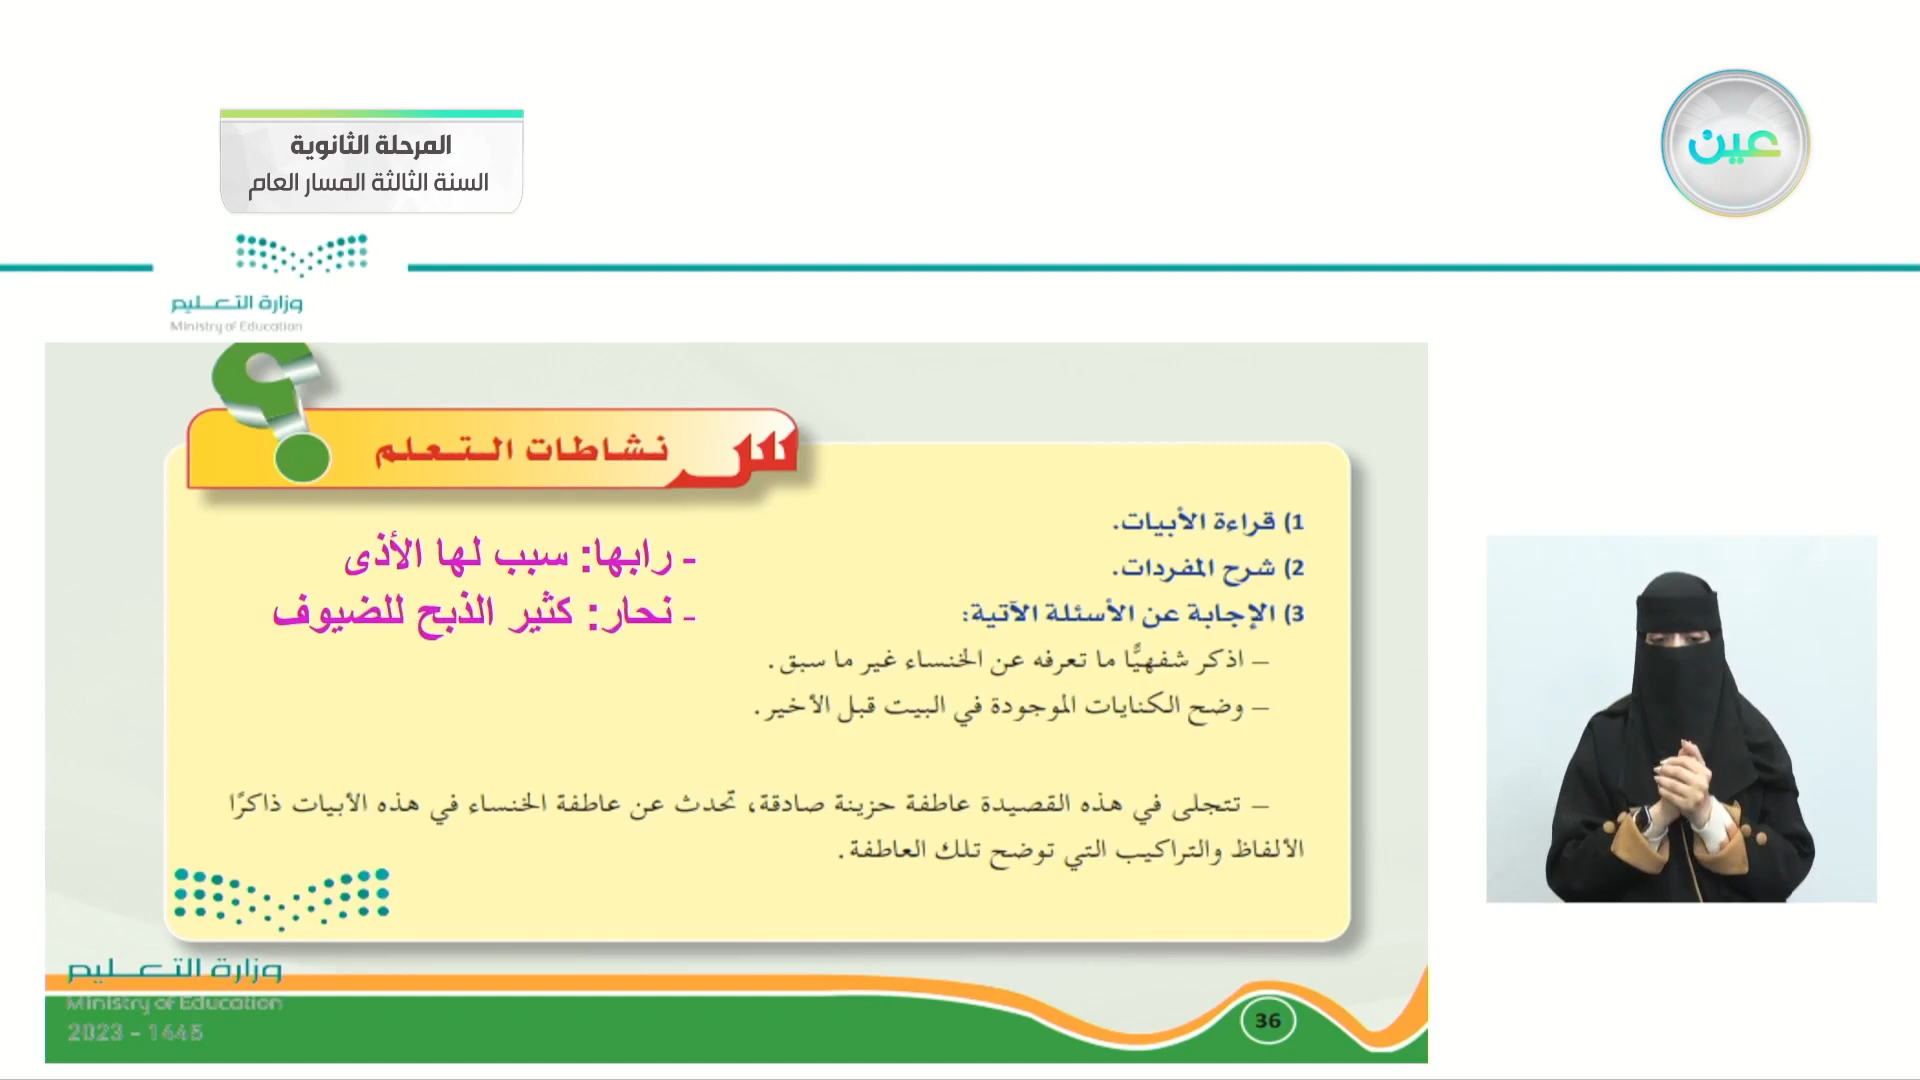 المرحلة الثانوية
السنة الثالثة المسار العام
عين
وزارة التعليم
Ministry of Education
س نشاطات التعلم ؟
1) قراءة الأبيات.
2) شرح المفردات.
- رابها: سبب لها الأذى
- نحار: كثير الذبح للضيوف
3) الإجابة عن الأسئلة الآتية:
– اذكر شفهيًّا ما تعرفه عن الخنساء غير ما سبق.
– وضح الكنايات الموجودة في البيت قبل الأخير.
– تتجلى في هذه القصيدة عاطفة حزينة صادقة، تحدث عن عاطفة الخنساء في هذه الأبيات ذاكرًا
الألفاظ والتراكيب التي توضح تلك العاطفة.
وزارة التعليم
Ministry of Education
2023 - 1445
36